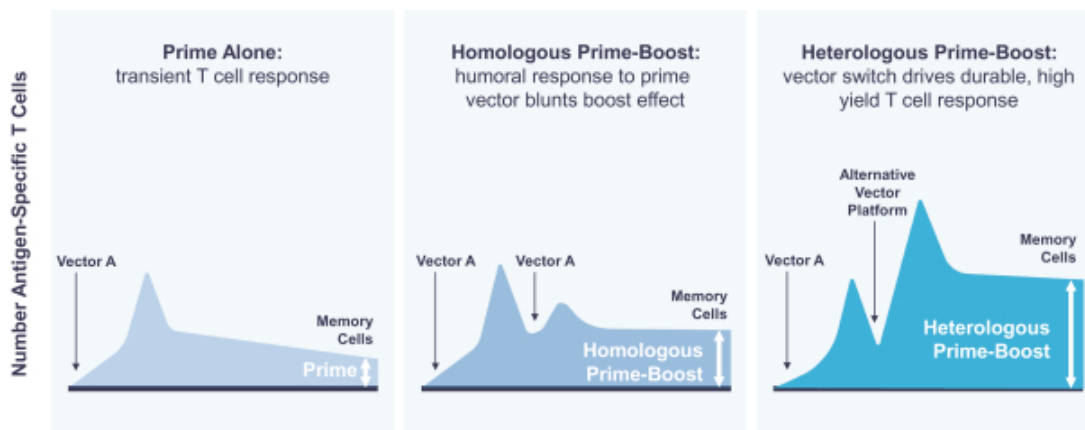 Number Antigen-Specific T Cells
Prime Alone:
transient T cell response
Vector A
Memory
Cells
Prime
Homologous Prime-Boost:
humoral response to prime
vector blunts boost effect
Vector A
Vector A
Memory
Cells
Homologous
Prime-Boost
Heterologous Prime-Boost:
vector switch drives durable, high
yield T cell response
Alternative
Vector
Platform
Vector A
Memory
Cells
Heterologous
Prime-Boost